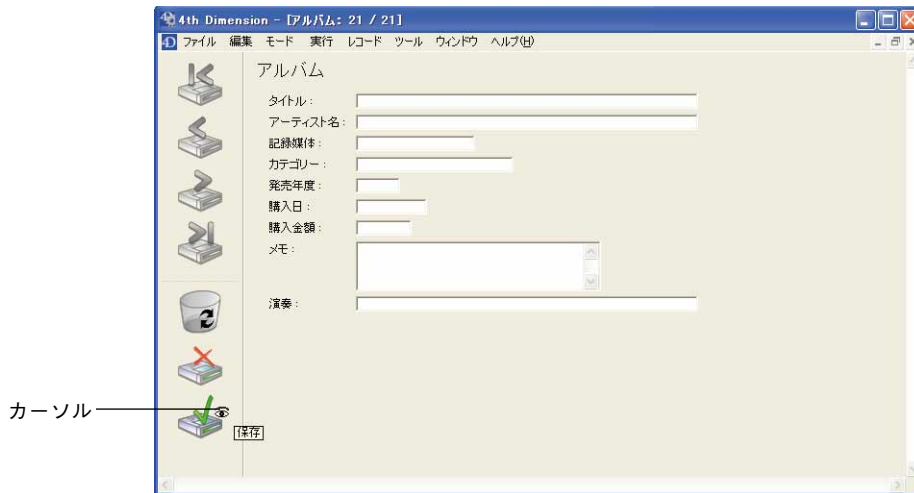 4th Dimension - [アルバム: 21 / 21]
ファイル 編集 モード 実行 レコード ツール ウィンドウ ヘルプ(H)
アルバム
タイトル :
アーティスト名 :
記録媒体 :
カテゴリー :
発売年度 :
購入日 :
購入金額 :
メモ :
演奏 :
カーソル
保存